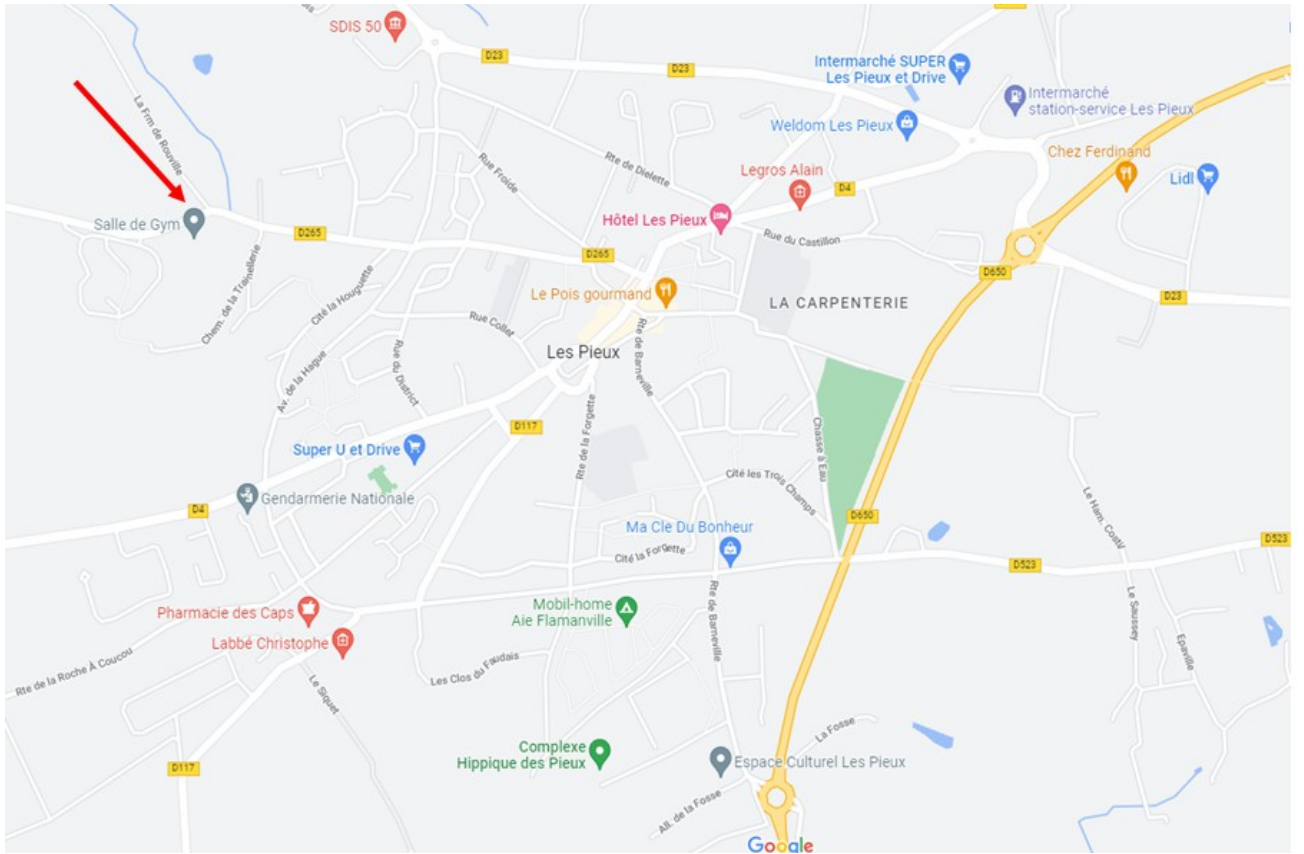 SDIS 50
D23
D23
Intermarché SUPER
Les Pieux et Drive
Intermarché
station-service Les Pieux
Weldom Les Pieux
La Frm de Rouville
Rue Froide
Rte de Dielette
Legros Alain
D4
Chez Ferdinand
Lidl
Salle de Gym
D265
Hôtel Les Pieux
Rue du Castillon
D265
D650
D23
Chem. de la Trainellerie
Cité la Houguette
Le Pois gourmand
LA CARPENTERIE
Rue Collet
Les Pieux
Rte de Barneville
Av. de la Hague
Rue du District
D117
Rte de la Forgette
Chasse à Eau
Super U et Drive
Gendarmerie Nationale
D4
Cité les Trois Champs
D650
Le Ham. Costil
Ma Cle Du Bonheur
Cité la Forgette
D523
D523
Pharmacie des Caps
Mobil-home
Aie Flamanville
Rte de Barneville
Le Saussey
Epaville
Labbé Christophe
Rte de la Roche À Coucou
Les Clos du Faudais
Le Siquet
La Fosse
Complexe
Hippique des Pieux
Espace Culturel Les Pieux
D117
All. de la Fosse
Google